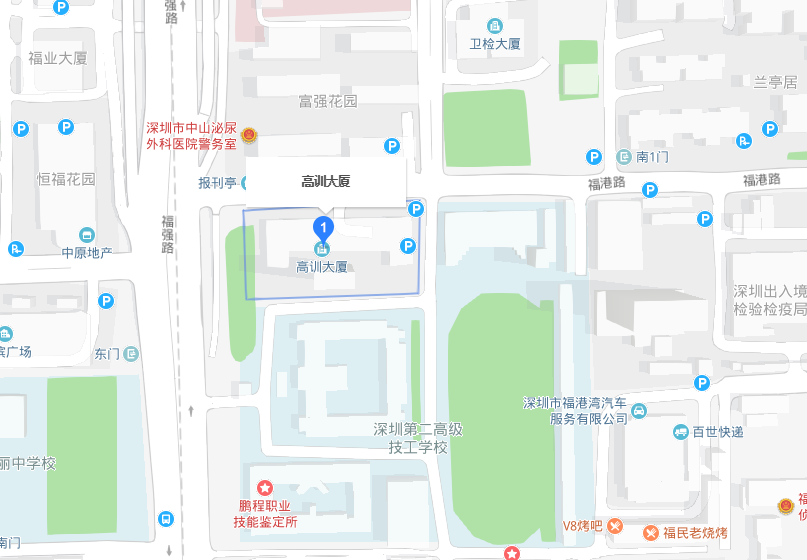 福强路
卫检大厦
福业大厦
兰亭居
富强花园
深圳市中山泌尿
外科医院警务室
南1门
恒福花园
报刊亭
高训大厦
福港路
福港路
福强路
中原地产
高训大厦
1
深圳出入境
检验检疫局
滨广场
东门
深圳市福港湾汽车
服务有限公司
深圳第二高级
技工学校
百世快递
丽中学校
鹏程职业
技能鉴定所
V8烤吧
福民老烧烤
南门